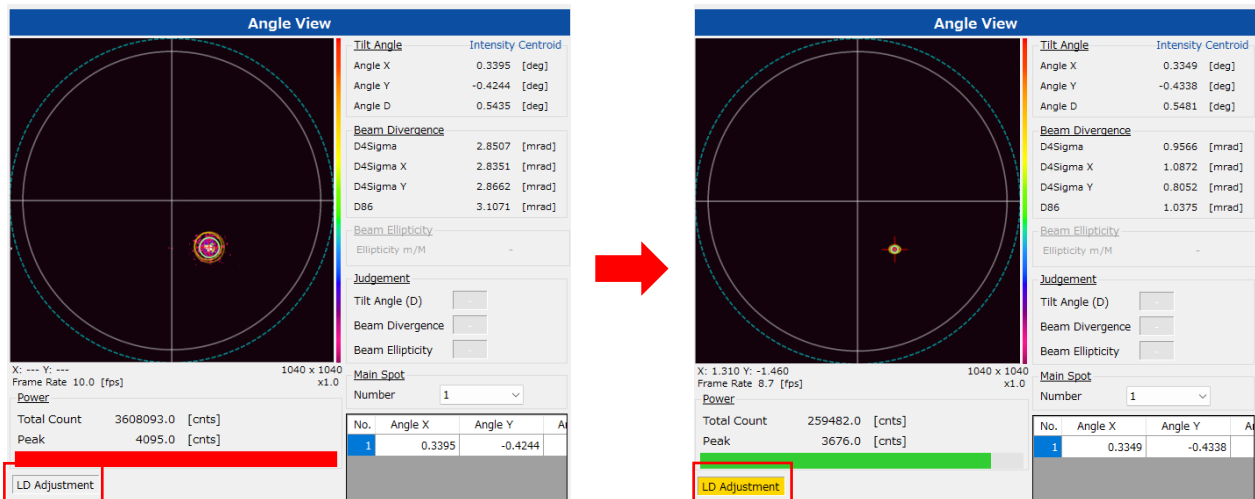 Angle View
Tilt Angle Intensity Centroid
Angle X 0.3395 [deg]
Angle Y -0.4244 [deg]
Angle D 0.5435 [deg]
Beam Divergence
D4Sigma 2.8507 [mrad]
D4Sigma X 2.8351 [mrad]
D4Sigma Y 2.8662 [mrad]
D86 3.1071 [mrad]
Beam Ellipticity
Ellipticity m/M -
Judgement
Tilt Angle (D) -
Beam Divergence -
Beam Ellipticity -
X: --- Y: --- 1040 x 1040
Frame Rate 10.0 [fps] x1.0
Main Spot
Number 1
Power
Total Count 3608093.0 [cnts]
Peak 4095.0 [cnts]
No. Angle X Angle Y
1 0.3395 -0.4244
LD Adjustment
Angle View
Tilt Angle Intensity Centroid
Angle X 0.3349 [deg]
Angle Y -0.4338 [deg]
Angle D 0.5481 [deg]
Beam Divergence
D4Sigma 0.9566 [mrad]
D4Sigma X 1.0872 [mrad]
D4Sigma Y 0.8052 [mrad]
D86 1.0375 [mrad]
Beam Ellipticity
Ellipticity m/M -
Judgement
Tilt Angle (D) -
Beam Divergence -
Beam Ellipticity -
X: 1.310 Y: -1.460 1040 x 1040
Frame Rate 8.7 [fps] x1.0
Main Spot
Number 1
Power
Total Count 259482.0 [cnts]
Peak 3676.0 [cnts]
No. Angle X Angle Y
1 0.3349 -0.4338
LD Adjustment